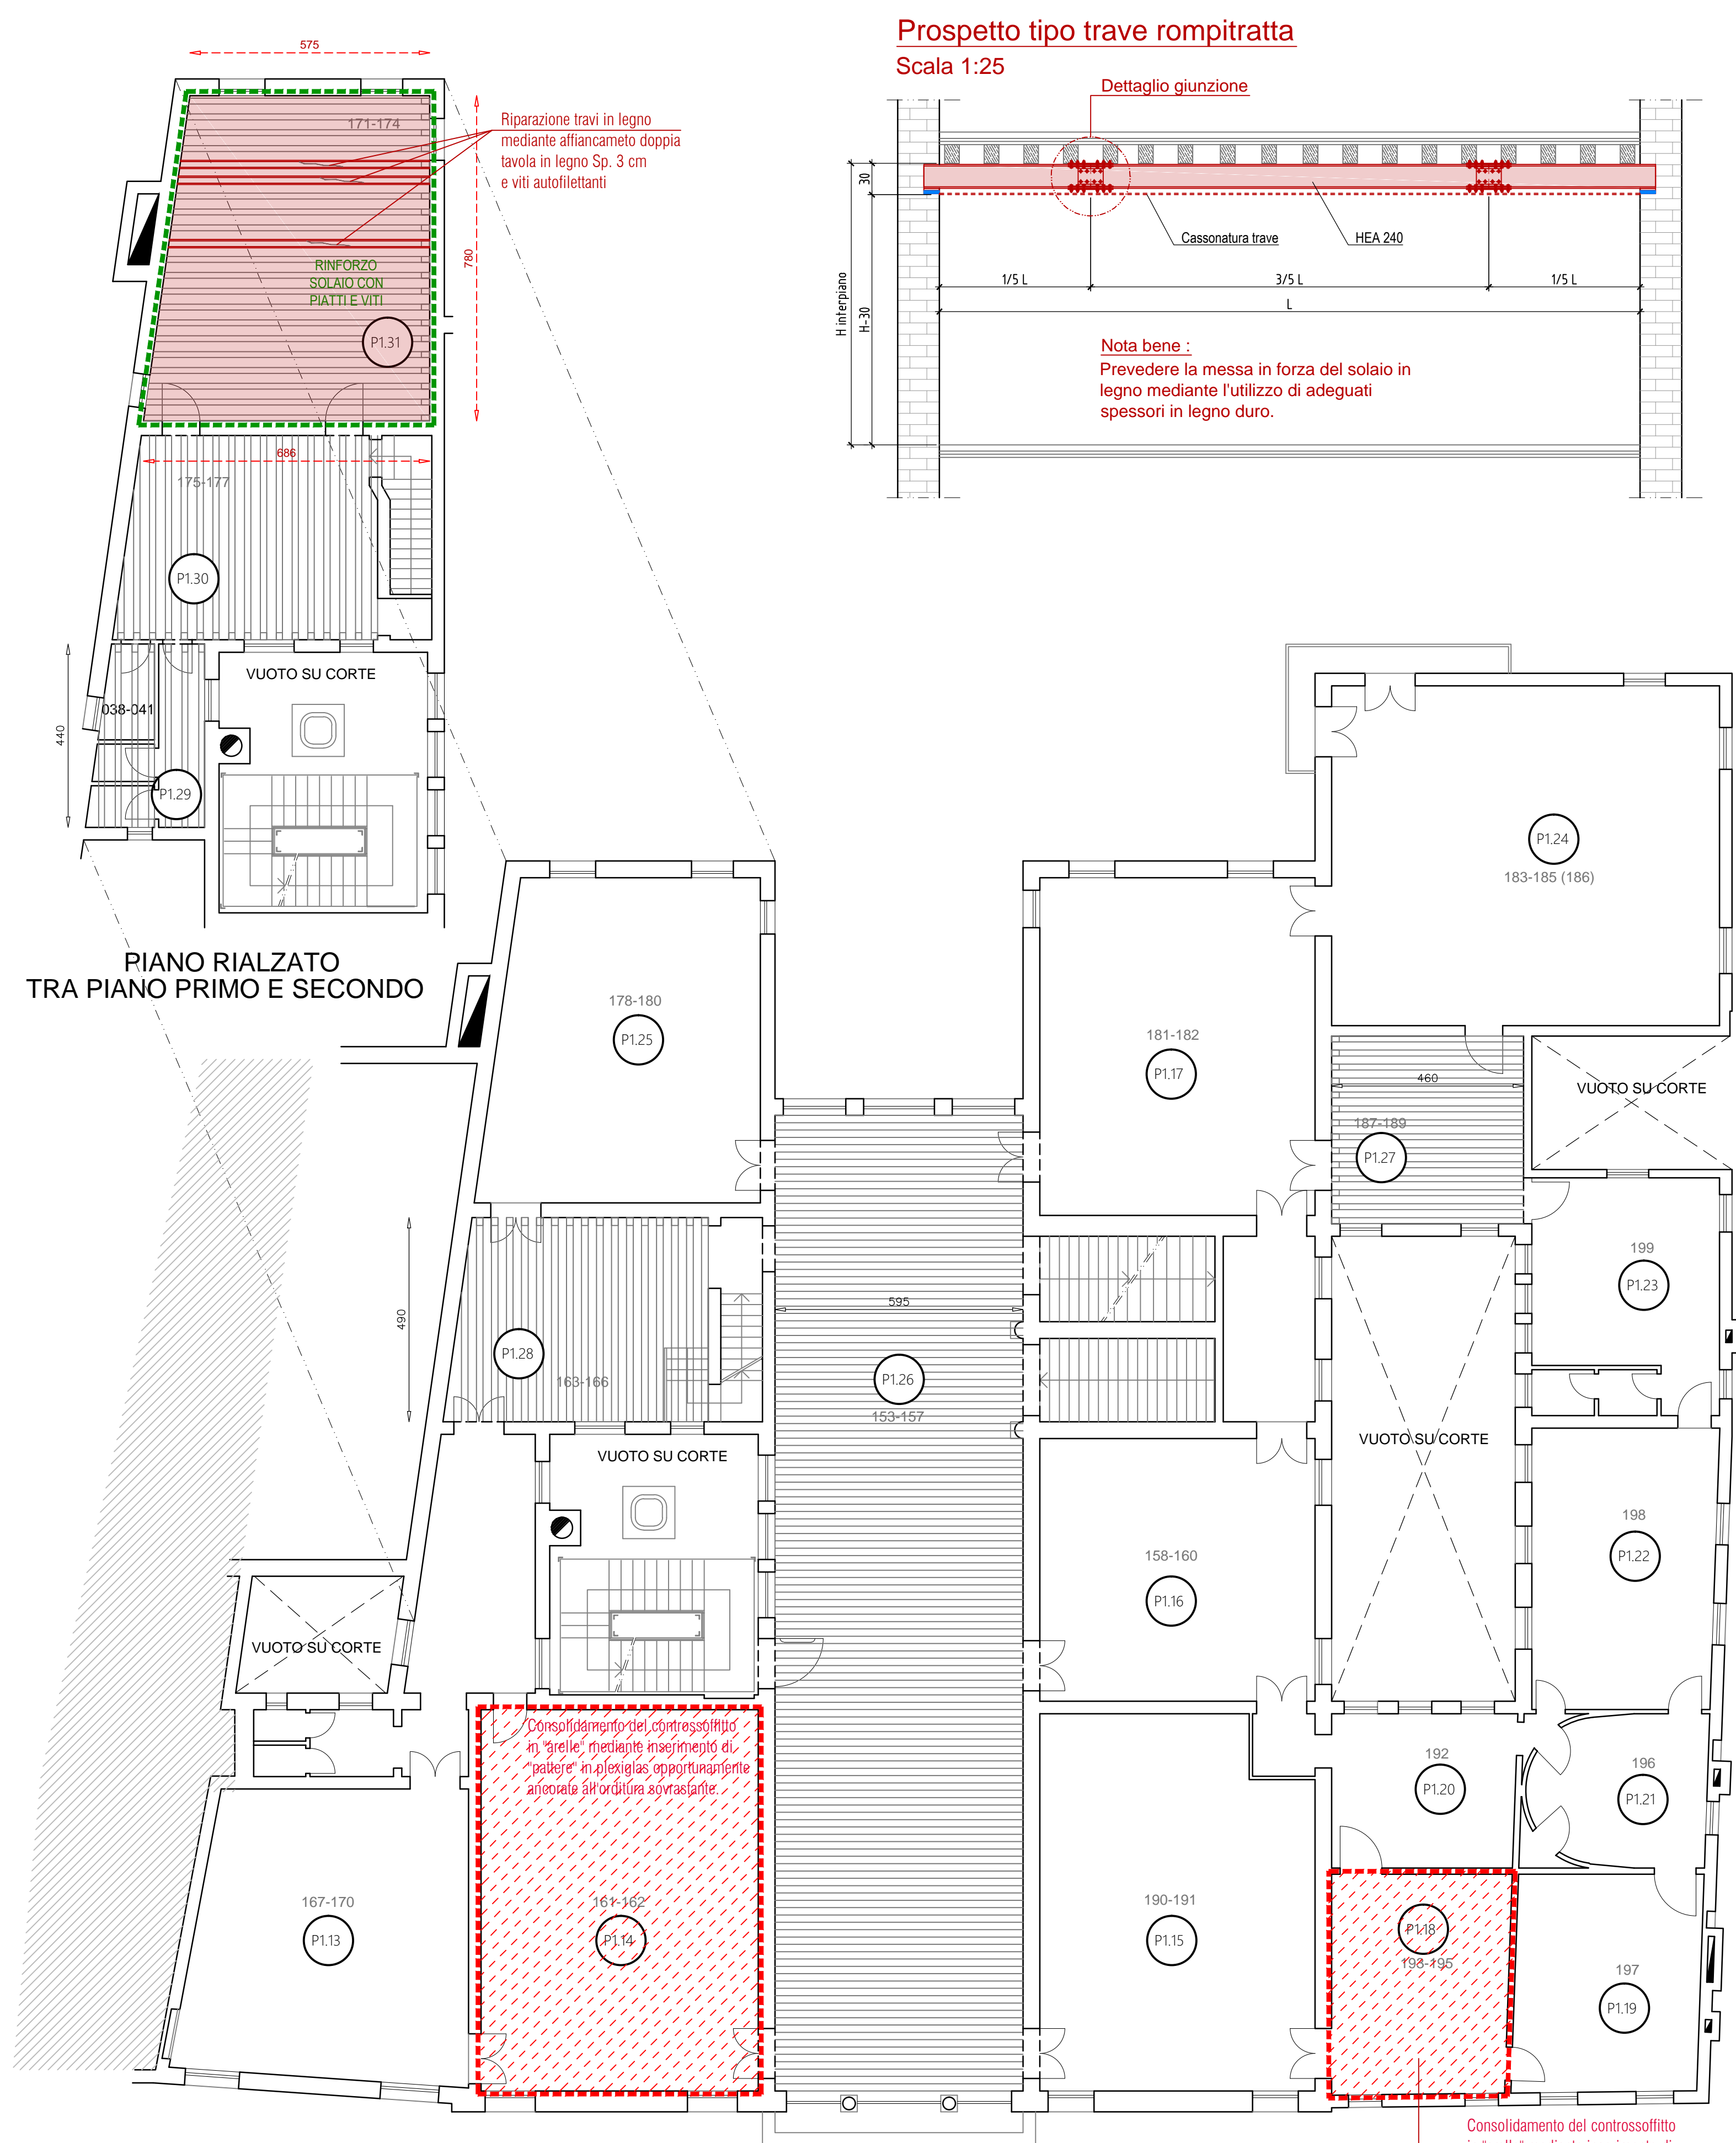 Prospetto tipo trave rompitratta
Scala 1:25
Dettaglio giunzione
30
H interpiano
H-30
Cassonatura trave
HEA 240
1/5 L
3/5 L
1/5 L
L
Nota bene :
Prevedere la messa in forza del solaio in
legno mediante l'utilizzo di adeguati
spessori in legno duro.
575
171-174
Riparazione travi in legno
mediante affiancameto doppia
tavola in legno Sp. 3 cm
e viti autofilettanti
780
RINFORZO
SOLAIO CON
PIATTI E VITI
P1.31
686
175-177
P1.30
VUOTO SU CORTE
038-041
440
P1.29
PIANO RIALZATO
TRA PIANO PRIMO E SECONDO
P1.24
183-185 (186)
178-180
P1.25
181-182
P1.17
460
VUOTO SU CORTE
187-189
P1.27
199
P1.23
490
595
P1.28
163-166
P1.26
153-157
VUOTO SU CORTE
VUOTO SU CORTE
198
P1.22
158-160
P1.16
VUOTO SU CORTE
Consolidamento del controssoffitto
in "arelle" mediante inserimento di
"pattere" in plexiglas opportunamente
ancorate all'orditura sovrastante.
192
P1.20
196
P1.21
167-170
P1.13
161-162
P1.14
190-191
P1.15
P1.18
193-195
197
P1.19
Consolidamento del controssoffitto